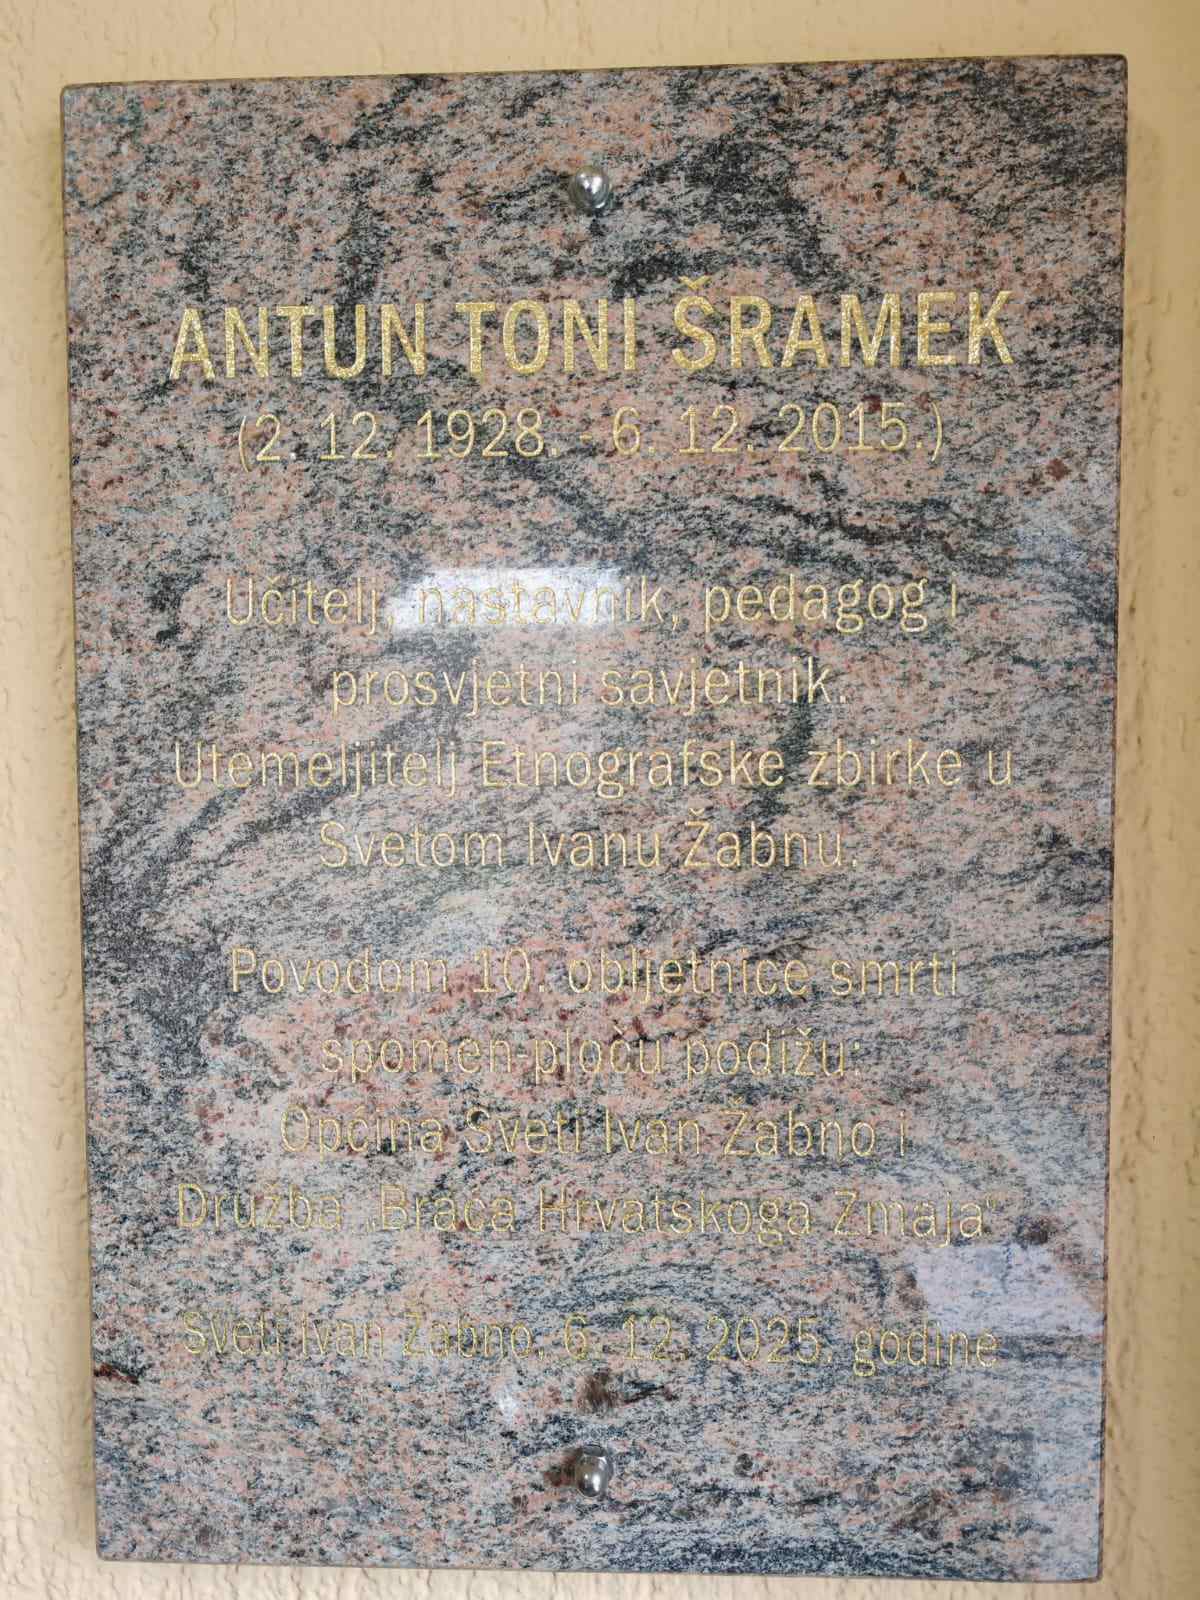 ANTUN TONI ŠRAMEK
(2. 12. 1928. - 6. 12. 2015.)
Učitelj, nastavnik, pedagog i
prosvjetni savjetnik.
Utemeljitelj Etnografske zbirke u
Svetom Ivanu Žabnu.
Povodom 10. obljetnice smrti
spomen-ploču podižu:
Općina Sveti Ivan Žabno i
Družba „Braća Hrvatskoga Zmaja“
Sveti Ivan Žabno, 6. 12. 2025. godine